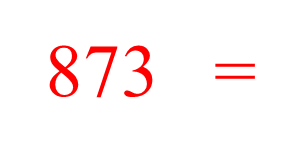 873 =